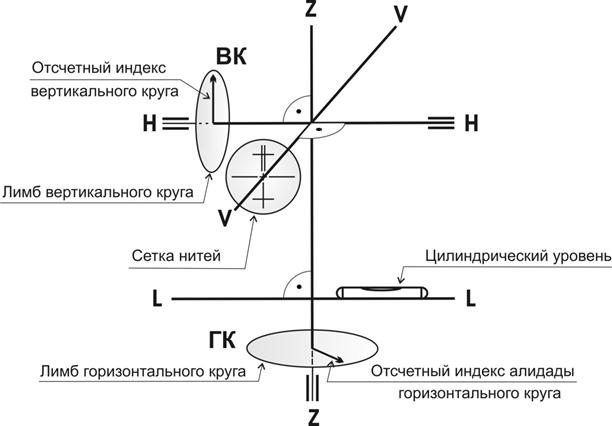 Z
V
ВК
Отсчетный индекс
вертикального круга
H
H
Лимб вертикального круга
V
Сетка нитей
Цилиндрический уровень
L
L
ГК
Лимб горизонтального круга
Отсчетный индекс алидады
горизонтального круга
Z